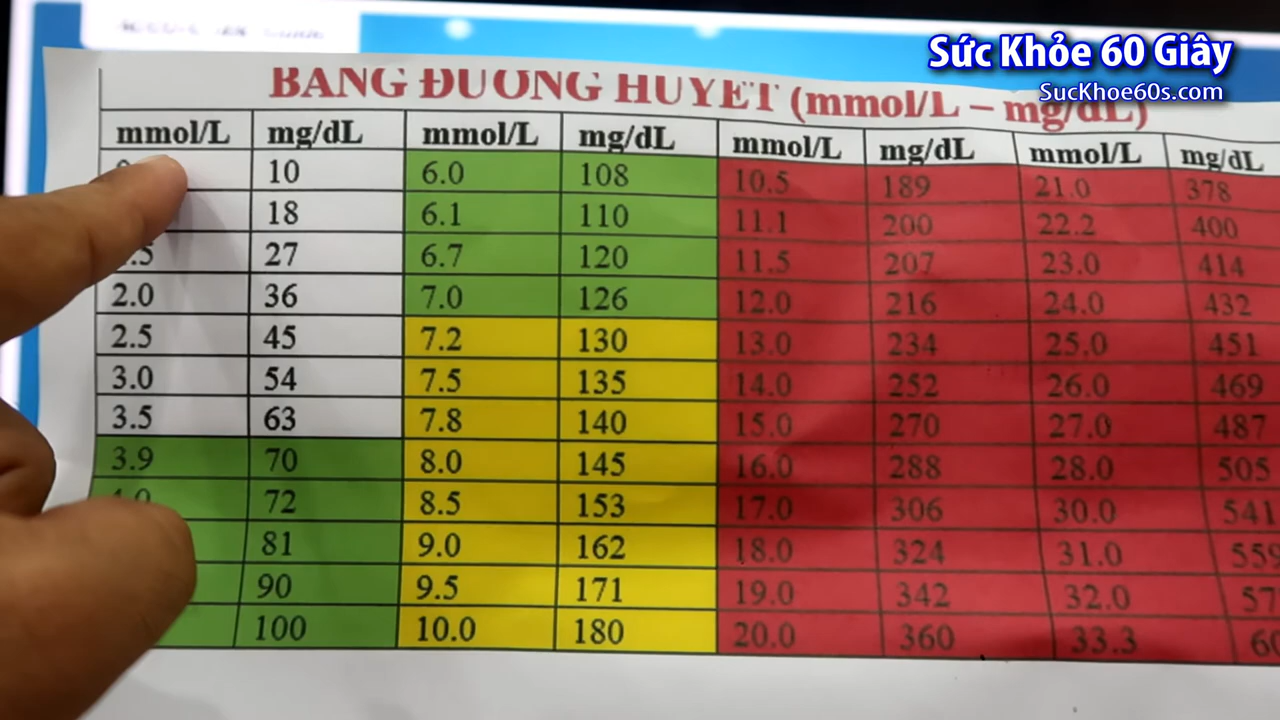 Sức Khỏe 60 Giây
SucKhoe60s.com
BẢNG ĐƯỜNG HUYẾT (mmol/L – mg/dL)
mmol/L mg/dL mmol/L mg/dL mmol/L mg/dL mmol/L mg/dL
10 6.0 108 10.5 189 21.0 378
18 6.1 110 11.1 200 22.2 400
27 6.7 120 11.5 207 23.0 414
2.0 36 7.0 126 12.0 216 24.0 432
2.5 45 7.2 130 13.0 234 25.0 451
3.0 54 7.5 135 14.0 252 26.0 469
3.5 63 7.8 140 15.0 270 27.0 487
3.9 70 8.0 145 16.0 288 28.0 505
72 8.5 153 17.0 306 30.0 541
81 9.0 162 18.0 324 31.0 559
90 9.5 171 19.0 342 32.0
100 10.0 180 20.0 360 33.3